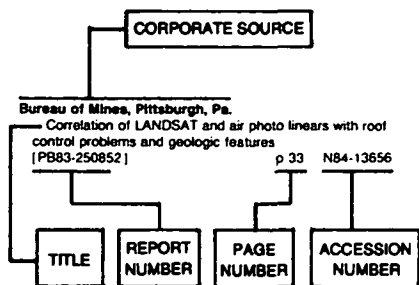 CORPORATE SOURCE
Bureau of Mines, Pittsburgh, Pa.
Correlation of LANDSAT and air photo linears with roof
control problems and geologic features
[PB83-250852] p 33 N84-13656
TITLE
REPORT NUMBER
PAGE NUMBER
ACCESSION NUMBER